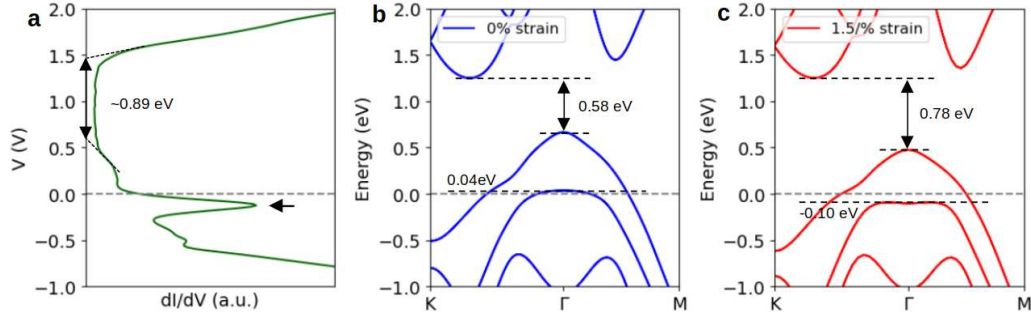 a
2.0
1.5
1.0
0.5
0.0
−0.5
−1.0
V (V)
~0.89 eV
dI/dV (a.u.)
b
2.0
1.5
1.0
0.5
0.0
−0.5
−1.0
Energy (eV)
0% strain
0.58 eV
0.04eV
K
Γ
M
c
2.0
1.5
1.0
0.5
0.0
−0.5
−1.0
Energy (eV)
1.5/% strain
0.78 eV
-0.10 eV
K
Γ
M